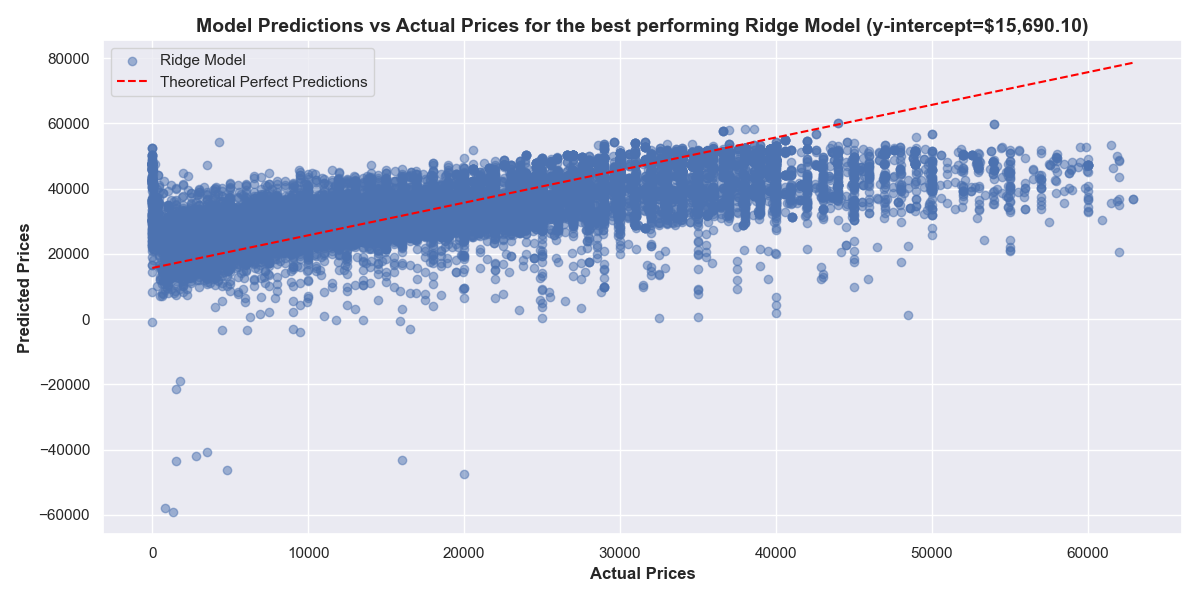 Model Predictions vs Actual Prices for the best performing Ridge Model (y-intercept=$15,690.10)
Ridge Model
Theoretical Perfect Predictions
Predicted Prices
80000
60000
40000
20000
0
−20000
−40000
−60000
0 10000 20000 30000 40000 50000 60000
Actual Prices